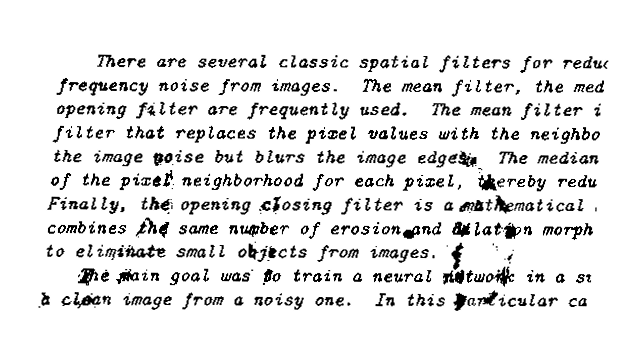 There are several classic spatial filters for reduc
frequency noise from images. The mean filter, the med
opening filter are frequently used. The mean filter i
filter that replaces the pixel values with the neighbo
the image noise but blurs the image edges. The median
of the pixel neighborhood for each pixel, thereby redu
Finally, the opening closing filter is a mathematical
combines the same number of erosion and dilation morph
to eliminate small objects from images.
The main goal was to train a neural network in a si
a clean image from a noisy one. In this particular ca